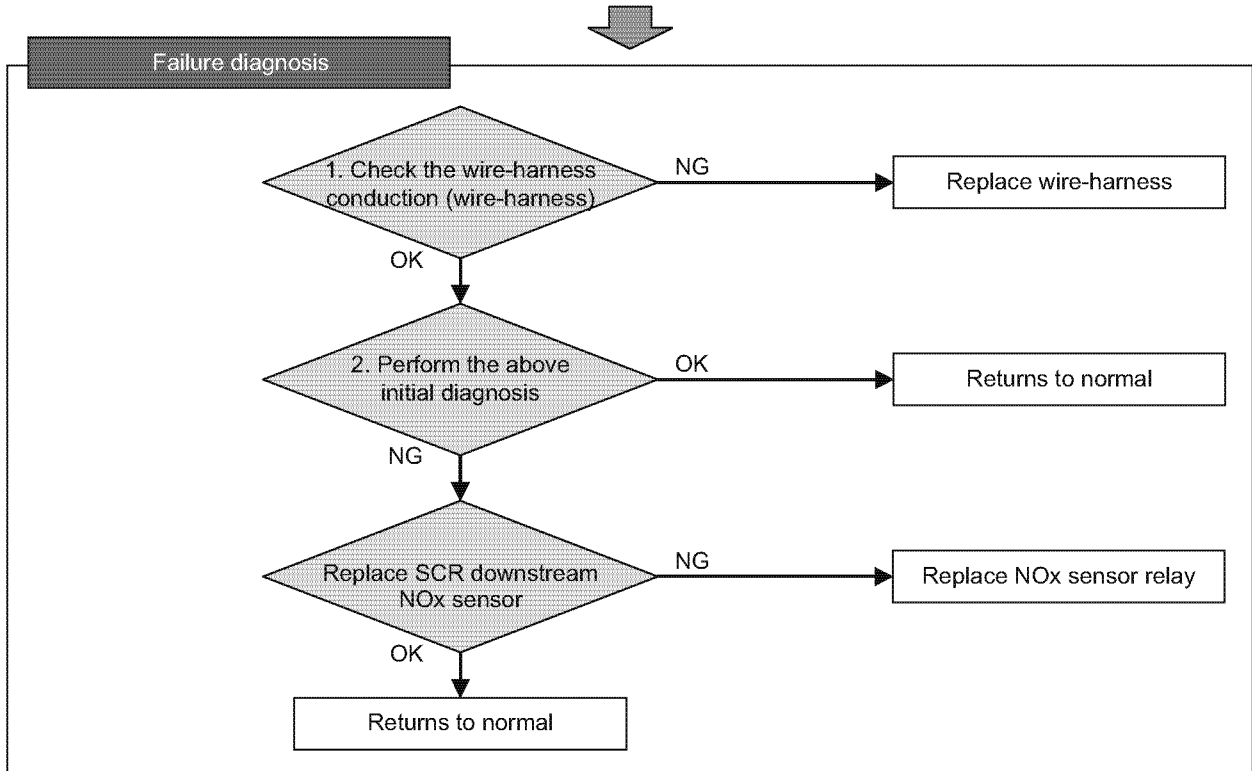 Failure diagnosis
1. Check the wire-harness
conduction (wire-harness)
NG
Replace wire-harness
OK
2. Perform the above
initial diagnosis
OK
Returns to normal
NG
Replace SCR downstream
NOx sensor
NG
Replace NOx sensor relay
OK
Returns to normal